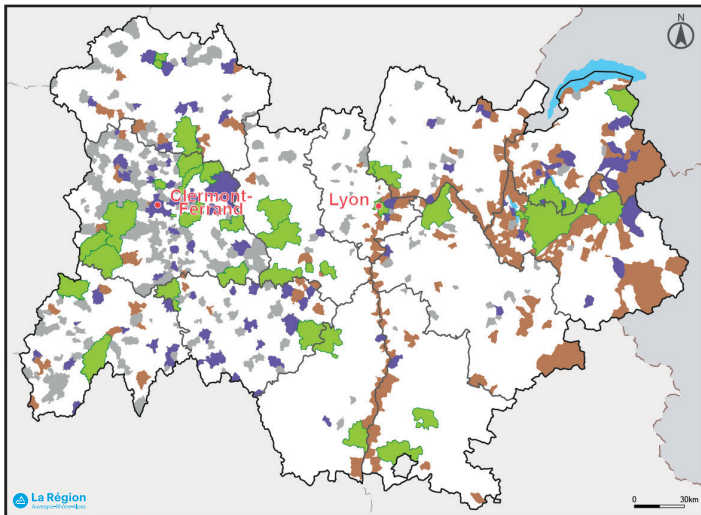 N
Clermont-
Ferrand
Lyon
La Région
Auvergne-Rhône-Alpes
0 30km